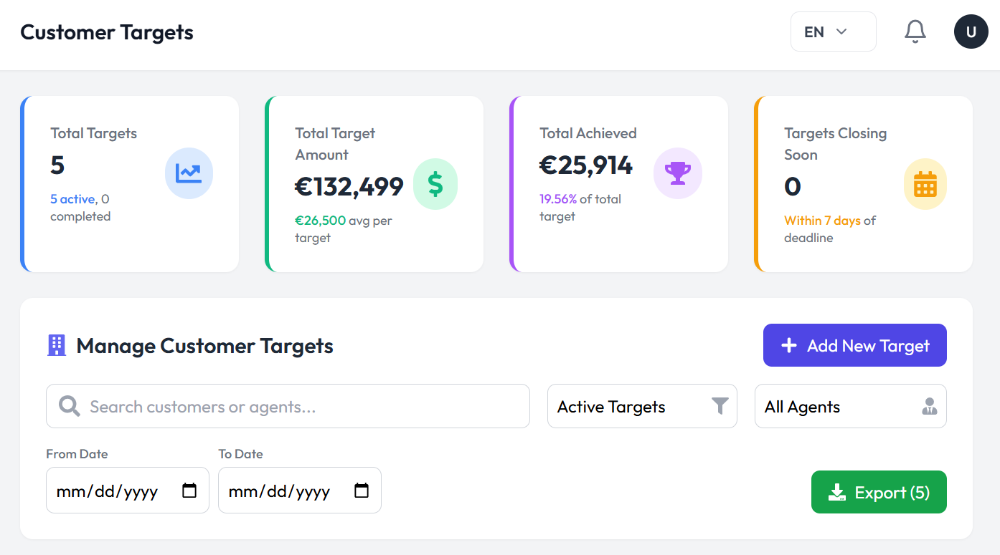 Customer Targets
EN
U
Total Targets
5
5 active, 0
completed
Total Target
Amount
€132,499
€26,500 avg per
target
Total Achieved
€25,914
19.56% of total
target
Targets Closing
Soon
0
Within 7 days of
deadline
Manage Customer Targets
Add New Target
Search customers or agents...
Active Targets
All Agents
From Date
To Date
mm/dd/yyyy
mm/dd/yyyy
Export (5)